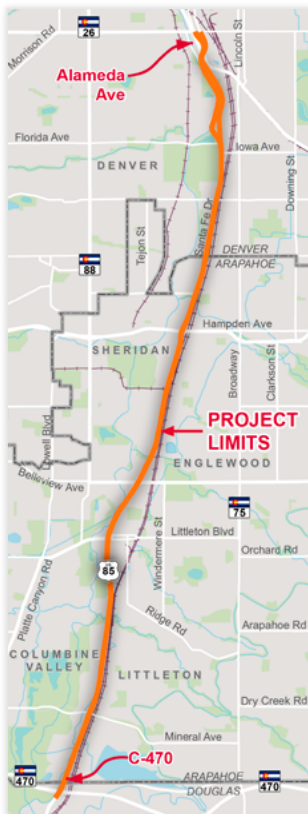 Morrison Rd
26
Lincoln St
Alameda
Ave
Florida Ave
Iowa Ave
DENVER
Downing St
Santa Fe Dr
Tejon St
DENVER
ARAPAHOE
88
Hampden Ave
SHERIDAN
Broadway
Clarkson St
PROJECT
LIMITS
Lowell Blvd
ENGLEWOOD
Belleview Ave
75
Littleton Blvd
Windermere St
Orchard Rd
US
85
Platte Canyon Rd
Ridge Rd
Arapahoe Rd
COLUMBINE
VALLEY
LITTLETON
Dry Creek Rd
Mineral Ave
C-470
470
ARAPAHOE
DOUGLAS
470